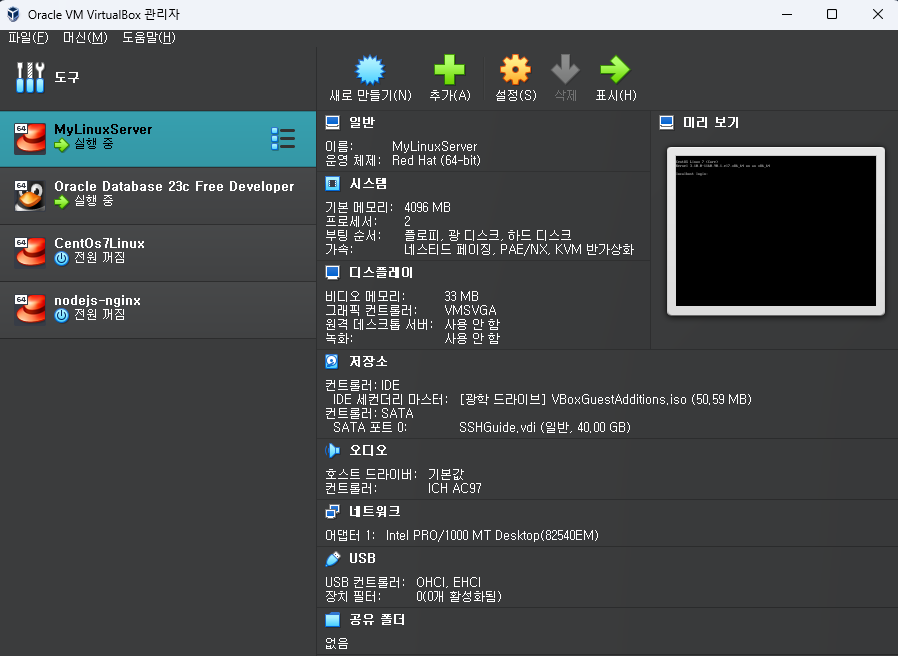 Oracle VM VirtualBox 관리자
파일(F) 머신(M) 도움말(H)
도구
새로 만들기(N) 추가(A) 설정(S) 삭제 표시(H)
64 MyLinuxServer
실행 중
64 Oracle Database 23c Free Developer
실행 중
64 CentOs7Linux
전원 꺼짐
64 nodejs-nginx
전원 꺼짐
일반
이름: MyLinuxServer
운영 체제: Red Hat (64-bit)
시스템
기본 메모리: 4096 MB
프로세서: 2
부팅 순서: 플로피, 광 디스크, 하드 디스크
가속: 네스티드 페이징, PAE/NX, KVM 반가상화
디스플레이
비디오 메모리: 33 MB
그래픽 컨트롤러: VMSVGA
원격 데스크톱 서버: 사용 안 함
녹화: 사용 안 함
저장소
컨트롤러: IDE
IDE 세컨더리 마스터: [광학 드라이브] VBoxGuestAdditions.iso (50.59 MB)
컨트롤러: SATA
SATA 포트 0: SSHGuide.vdi (일반, 40.00 GB)
오디오
호스트 드라이버: 기본값
컨트롤러: ICH AC97
네트워크
어댑터 1: Intel PRO/1000 MT Desktop(82540EM)
USB
USB 컨트롤러: OHCI, EHCI
장치 필터: 0(0개 활성화됨)
공유 폴더
없음
미리 보기
CentOS Linux 7 (Core)
localhost login: